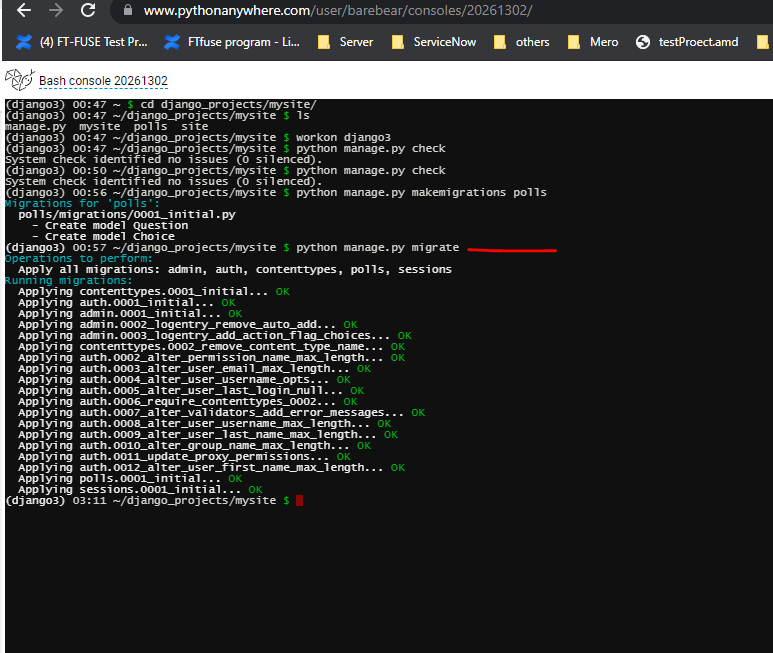 www.pythonanywhere.com/user/barebear/consoles/20261302/
(4) FT-FUSE Test Pr... FTfuse program - Li... Server ServiceNow others Mero testProect.amd
Bash console 20261302
(django3) 00:47 ~ $ cd django_projects/mysite/
(django3) 00:47 ~/django_projects/mysite $ ls
manage.py  mysite  polls  site
(django3) 00:47 ~/django_projects/mysite $ workon django3
(django3) 00:47 ~/django_projects/mysite $ python manage.py check
System check identified no issues (0 silenced).
(django3) 00:50 ~/django_projects/mysite $ python manage.py check
System check identified no issues (0 silenced).
(django3) 00:56 ~/django_projects/mysite $ python manage.py makemigrations polls
Migrations for 'polls':
  polls/migrations/0001_initial.py
    - Create model Question
    - Create model Choice
(django3) 00:57 ~/django_projects/mysite $ python manage.py migrate
Operations to perform:
  Apply all migrations: admin, auth, contenttypes, polls, sessions
Running migrations:
  Applying contenttypes.0001_initial... OK
  Applying auth.0001_initial... OK
  Applying admin.0001_initial... OK
  Applying admin.0002_logentry_remove_auto_add... OK
  Applying admin.0003_logentry_add_action_flag_choices... OK
  Applying contenttypes.0002_remove_content_type_name... OK
  Applying auth.0002_alter_permission_name_max_length... OK
  Applying auth.0003_alter_user_email_max_length... OK
  Applying auth.0004_alter_user_username_opts... OK
  Applying auth.0005_alter_user_last_login_null... OK
  Applying auth.0006_require_contenttypes_0002... OK
  Applying auth.0007_alter_validators_add_error_messages... OK
  Applying auth.0008_alter_user_username_max_length... OK
  Applying auth.0009_alter_user_last_name_max_length... OK
  Applying auth.0010_alter_group_name_max_length... OK
  Applying auth.0011_update_proxy_permissions... OK
  Applying auth.0012_alter_user_first_name_max_length... OK
  Applying polls.0001_initial... OK
  Applying sessions.0001_initial... OK
(django3) 03:11 ~/django_projects/mysite $